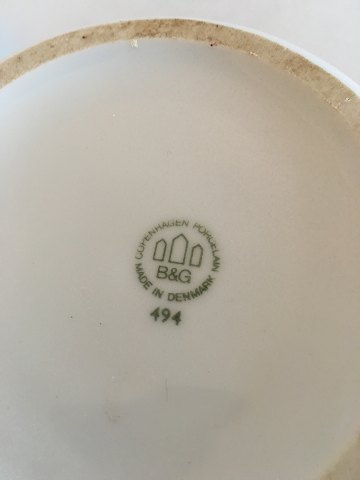 COPENHAGEN PORCELAIN
B&G
MADE IN DENMARK
494